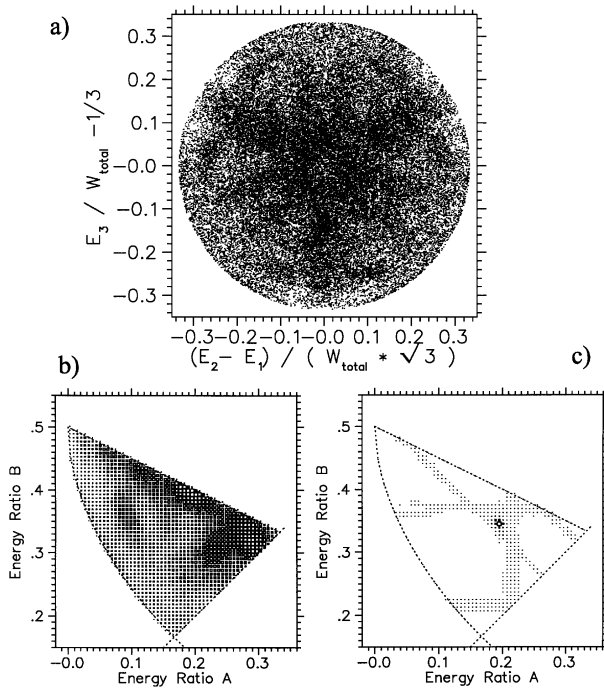 a)
0.3
0.2
0.1
−0.0
−0.1
−0.2
−0.3
E3 / Wtotal −1/3
−0.3 −0.2 −0.1 −0.0 0.1 0.2 0.3
(E2− E1) / ( Wtotal * √3 )
b)
c)
.5
.4
.3
.2
Energy Ratio B
−0.0 0.1 0.2 0.3
Energy Ratio A
.5
.4
.3
.2
Energy Ratio B
−0.0 0.1 0.2 0.3
Energy Ratio A